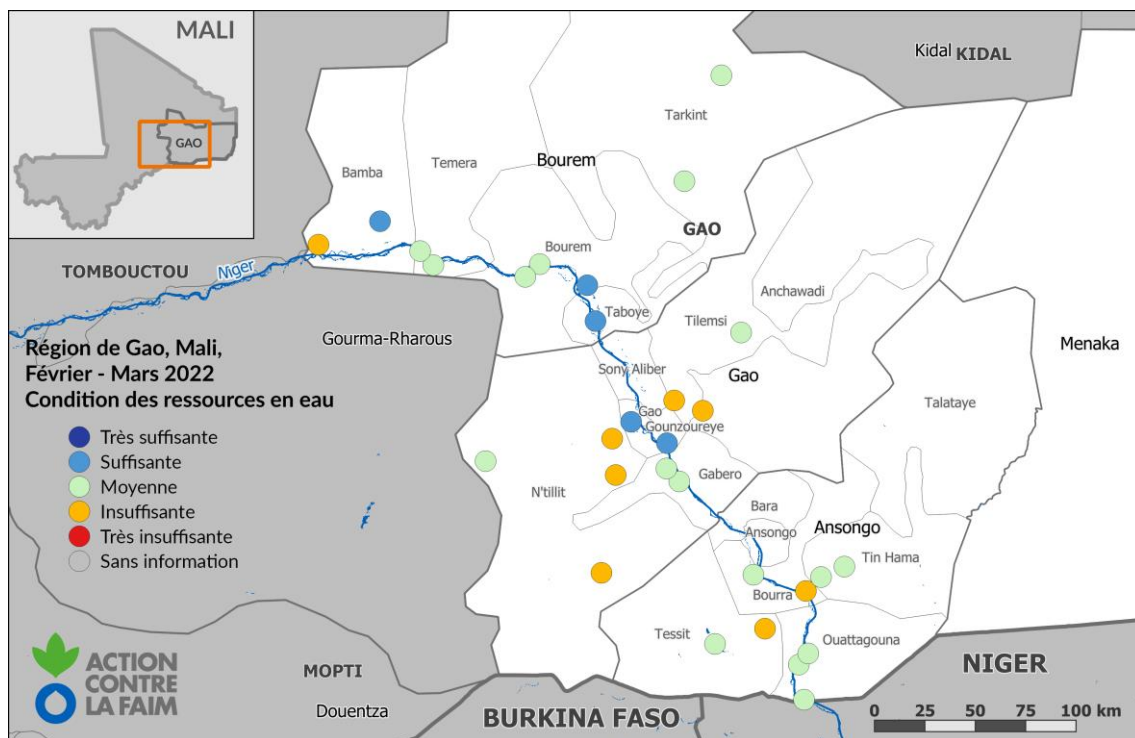 MALI
GAO
Kidal KIDAL
Tarkint
Bourem
Bamba
Temera
GAO
Bourem
TOMBOUCTOU
Niger
Anchawadi
Taboye
Tilemsi
Gourma-Rharous
Menaka
Région de Gao, Mali,
Février - Mars 2022
Condition des ressources en eau
Très suffisante
Suffisante
Moyenne
Insuffisante
Très insuffisante
Sans information
Sony Aliber
Gao
Talataye
Gao
Gounzoureye
Gabero
N'tillit
Bara
Ansongo
Ansongo
Tin Hama
Bourra
Tessit
Ouattagouna
ACTION
CONTRE
LA FAIM
MOPTI
Douentza
NIGER
BURKINA FASO
0 25 50 75 100 km